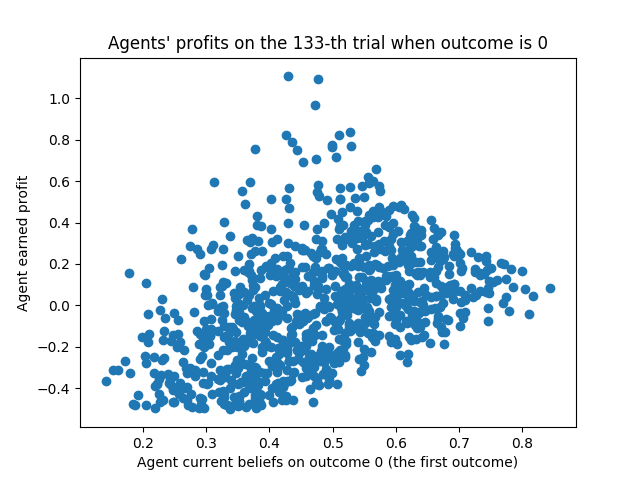 Agents' profits on the 133-th trial when outcome is 0
1.0
0.8
0.6
0.4
0.2
0.0
−0.2
−0.4
Agent earned profit
0.2 0.3 0.4 0.5 0.6 0.7 0.8
Agent current beliefs on outcome 0 (the first outcome)